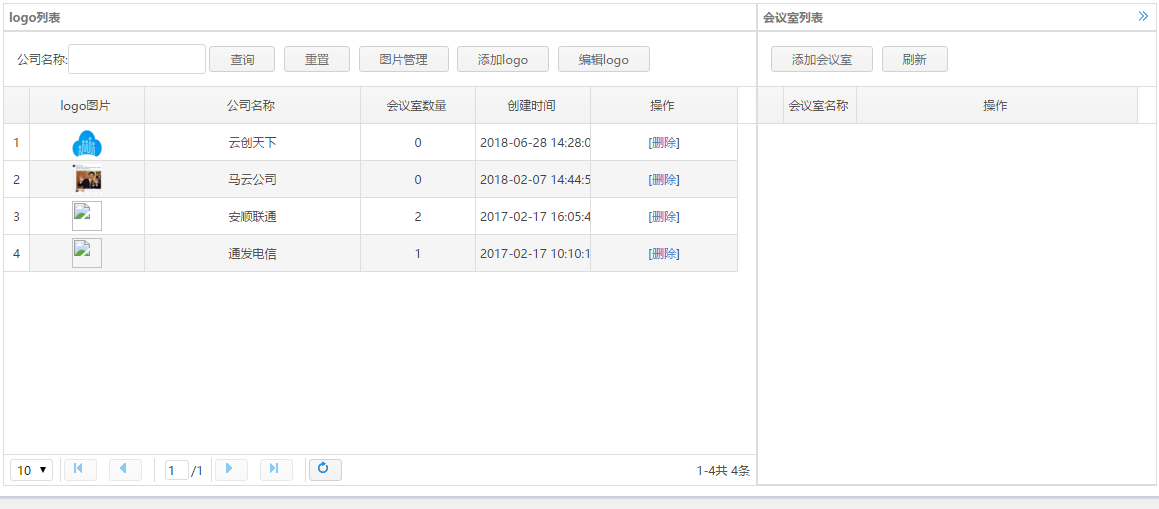 logo列表
公司名称: 查询 重置 图片管理 添加logo 编辑logo
logo图片 公司名称 会议室数量 创建时间 操作
1 云创天下 0 2018-06-28 14:28:0 [删除]
2 马云公司 0 2018-02-07 14:44:5 [删除]
3 安顺联通 2 2017-02-17 16:05:4 [删除]
4 通发电信 1 2017-02-17 10:10:1 [删除]
10 1 /1 1-4共 4条
会议室列表
添加会议室 刷新
会议室名称 操作